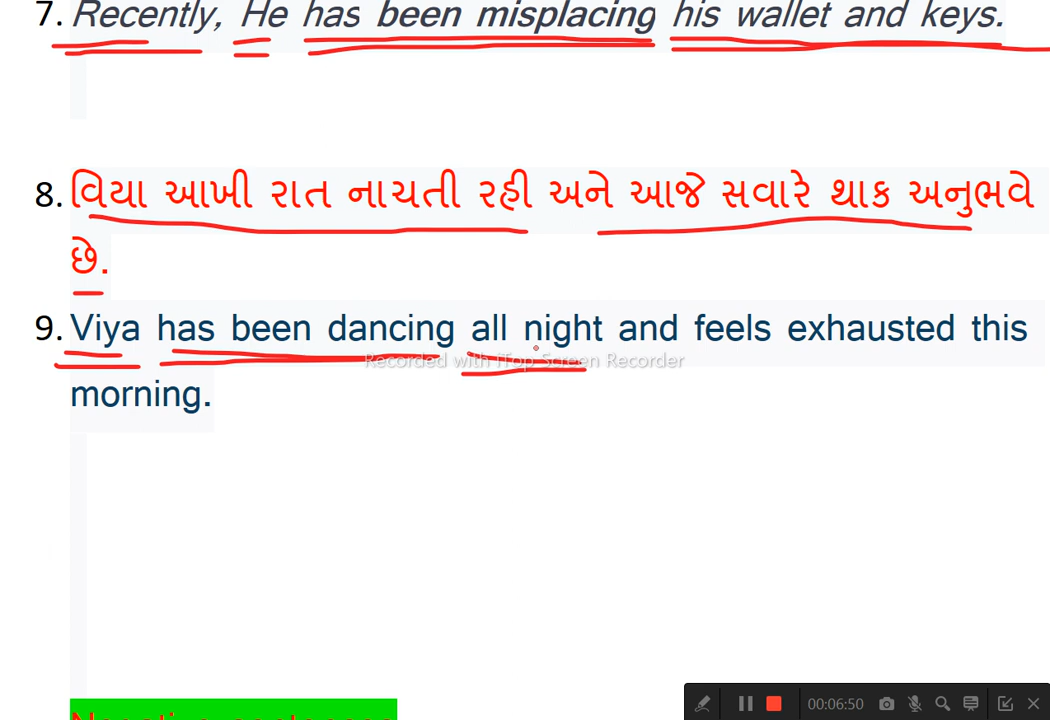 7. Recently, He has been misplacing his wallet and keys.
8. વિયા આખી રાત નાચતી રહી અને આજે સવારે થાક અનુભવે
છે.
9. Viya has been dancing all night and feels exhausted this
Recorded with iTop Screen Recorder
morning.
00:06:50